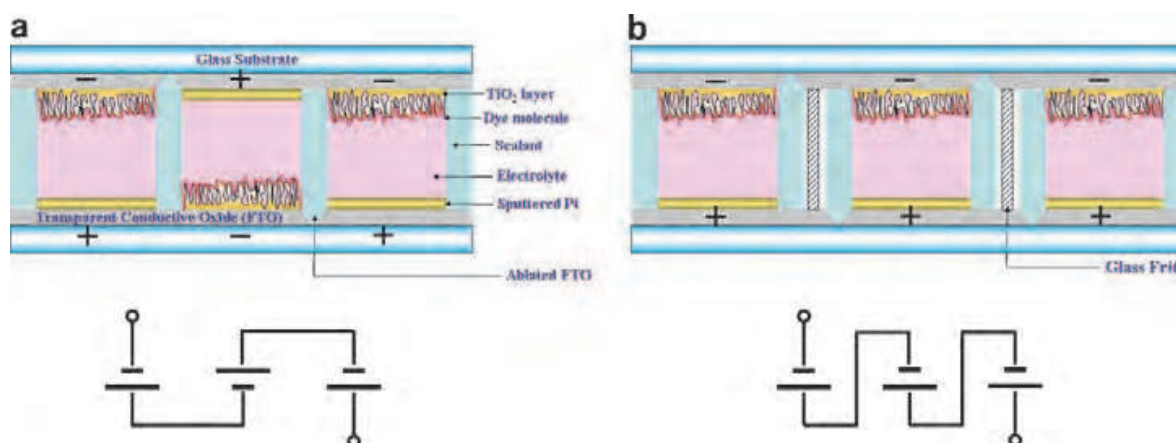 a
Glass Substrate
− + −
TiO₂ layer
Dye molecule
Sealant
Electrolyte
Sputtered Pt
Transparent Conductive Oxide (FTO)
+ − +
Ablated FTO
b
− − −
+ + +
Glass Frit